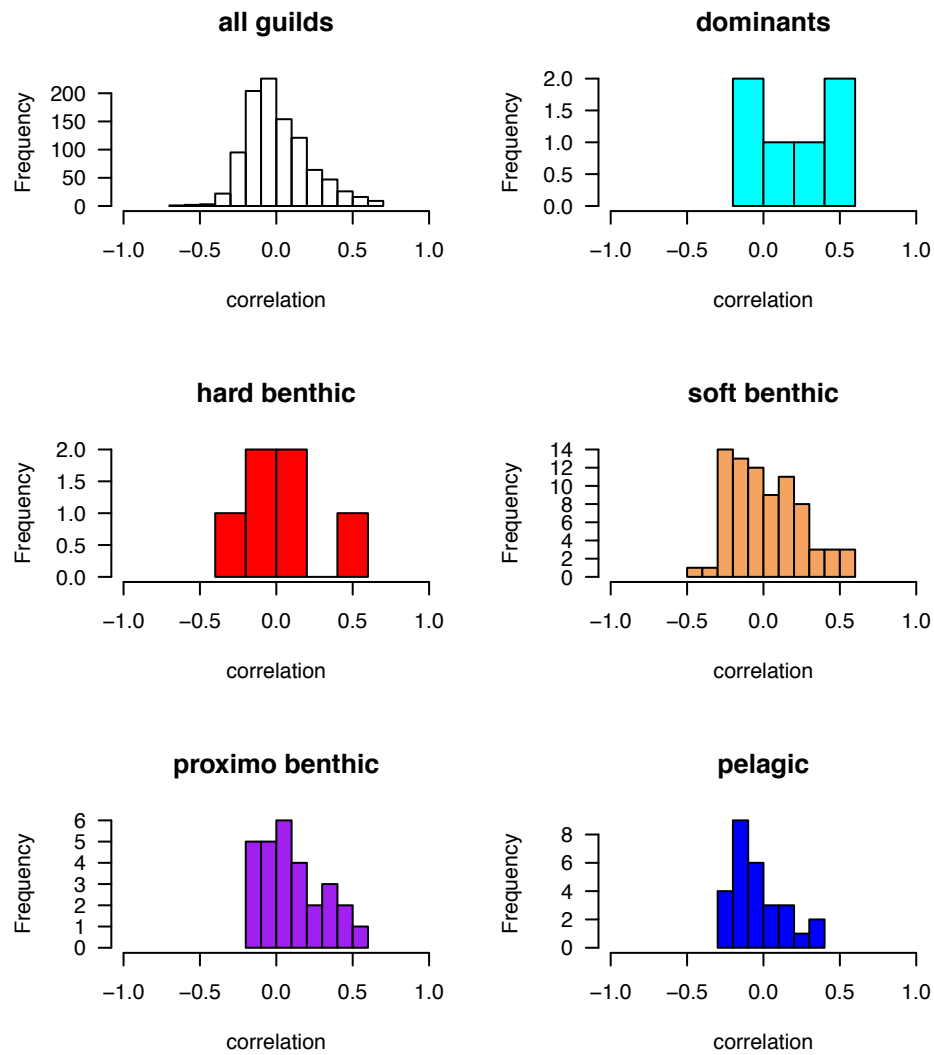 all guilds
Frequency
200
150
100
50
0
−1.0 −0.5 0.0 0.5 1.0
correlation
dominants
Frequency
2.0
1.5
1.0
0.5
0.0
−1.0 −0.5 0.0 0.5 1.0
correlation
hard benthic
Frequency
2.0
1.5
1.0
0.5
0.0
−1.0 −0.5 0.0 0.5 1.0
correlation
soft benthic
Frequency
14
12
10
8
6
4
2
0
−1.0 −0.5 0.0 0.5 1.0
correlation
proximo benthic
Frequency
6
5
4
3
2
1
0
−1.0 −0.5 0.0 0.5 1.0
correlation
pelagic
Frequency
8
6
4
2
0
−1.0 −0.5 0.0 0.5 1.0
correlation